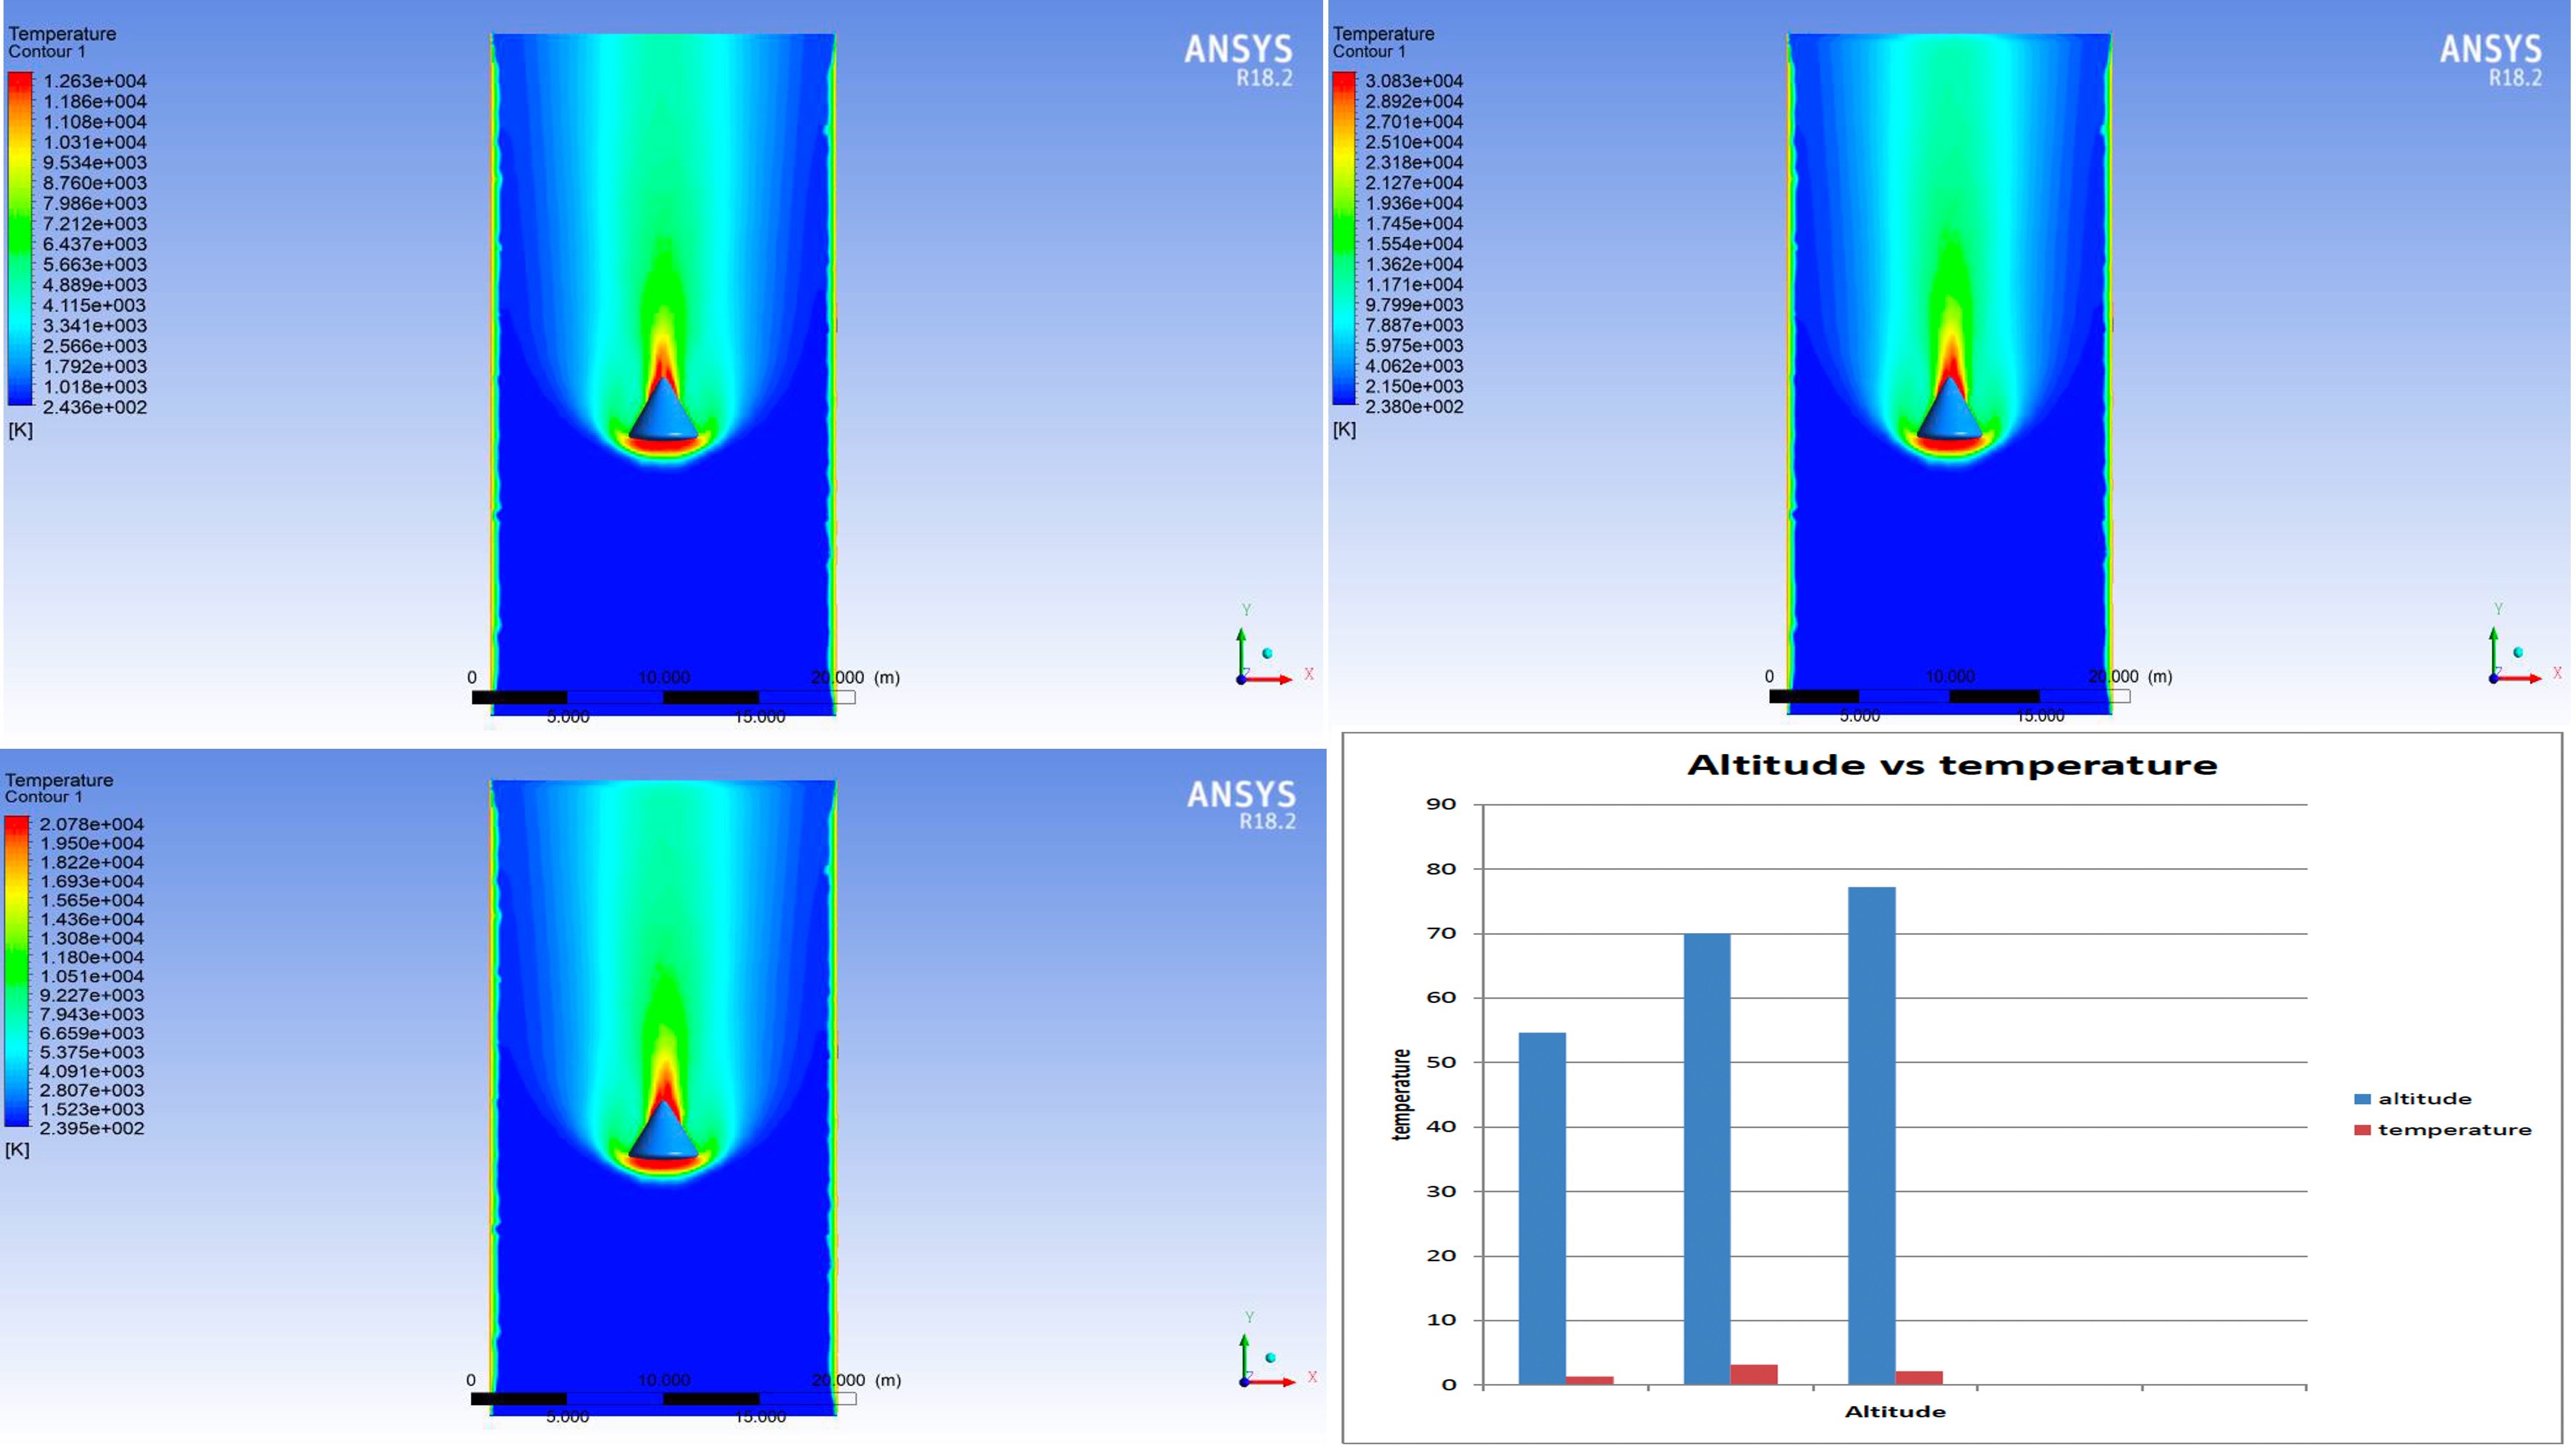 Temperature
Contour 1
1.263e+004
1.186e+004
1.108e+004
1.031e+004
9.534e+003
8.760e+003
7.986e+003
7.212e+003
6.437e+003
5.663e+003
4.889e+003
4.115e+003
3.341e+003
2.566e+003
1.792e+003
1.018e+003
2.436e+002
[K]
ANSYS
R18.2
Y
Z
X
0 10.000 20.000 (m)
5.000 15.000
Temperature
Contour 1
3.083e+004
2.892e+004
2.701e+004
2.510e+004
2.318e+004
2.127e+004
1.936e+004
1.745e+004
1.554e+004
1.362e+004
1.171e+004
9.799e+003
7.887e+003
5.975e+003
4.062e+003
2.150e+003
2.380e+002
[K]
ANSYS
R18.2
Y
Z
X
0 10.000 20.000 (m)
5.000 15.000
Temperature
Contour 1
2.078e+004
1.950e+004
1.822e+004
1.693e+004
1.565e+004
1.436e+004
1.308e+004
1.180e+004
1.051e+004
9.227e+003
7.943e+003
6.659e+003
5.375e+003
4.091e+003
2.807e+003
1.523e+003
2.395e+002
[K]
ANSYS
R18.2
Y
Z
X
0 10.000 20.000 (m)
5.000 15.000
Altitude vs temperature
90
80
70
60
50
40
30
20
10
0
temperature
Altitude
altitude
temperature